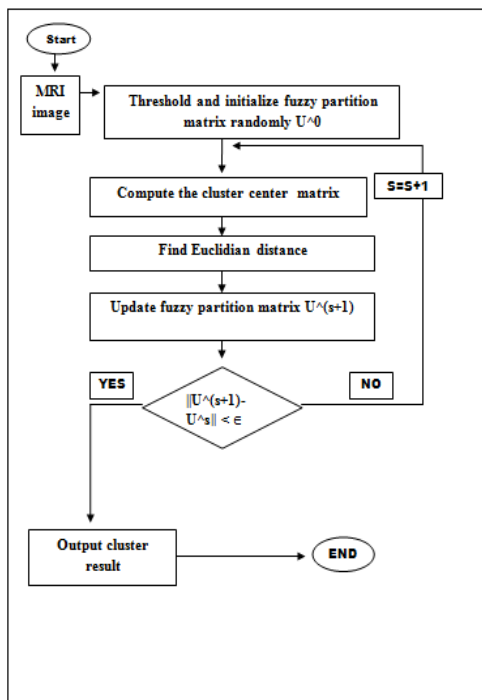 Start
MRI
image
Threshold and initialize fuzzy partition
matrix randomly U^0
S=S+1
Compute the cluster center matrix
Find Euclidian distance
Update fuzzy partition matrix U^(s+1)
YES
NO
||U^(s+1)-
U^s|| < ∈
Output cluster
result
END